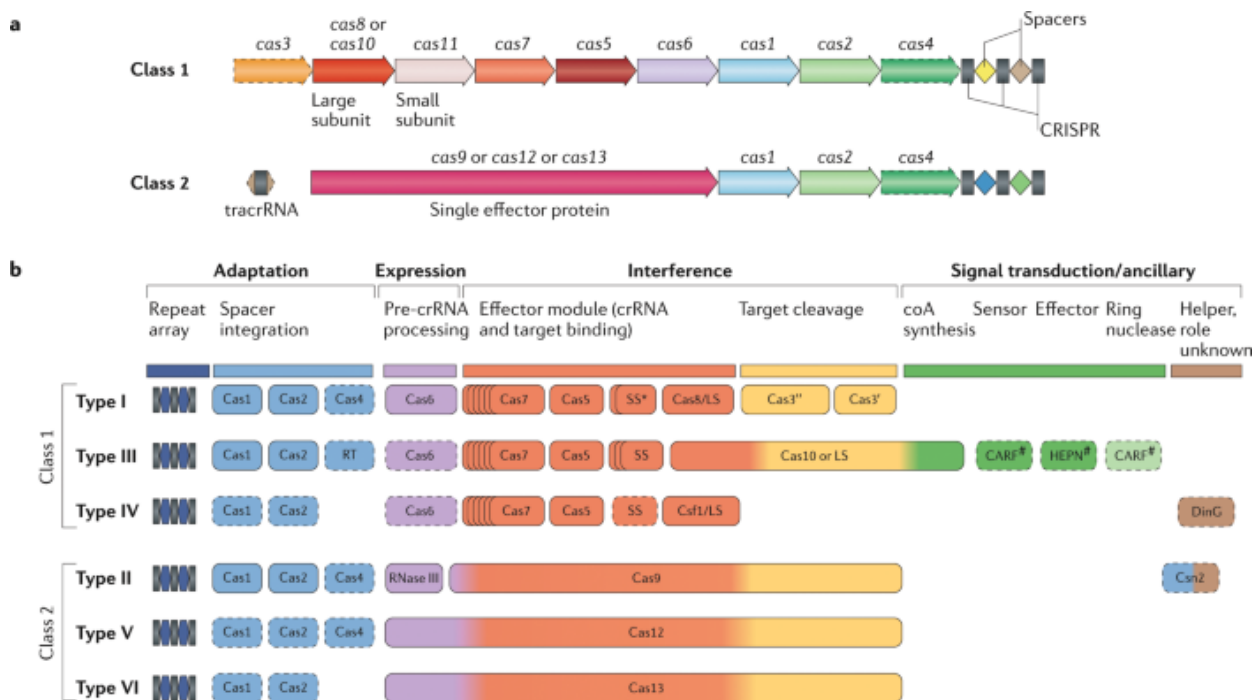 a
Spacers
cas8 or
cas3 cas10 cas11 cas7 cas5 cas6 cas1 cas2 cas4
Class 1
Large subunit
Small subunit
CRISPR
cas9 or cas12 or cas13 cas1 cas2 cas4
Class 2
tracrRNA
Single effector protein
b
Adaptation Expression Interference Signal transduction/ancillary
Repeat array
Spacer integration
Pre-crRNA processing
Effector module (crRNA and target binding)
Target cleavage
coA synthesis
Sensor
Effector
Ring nuclease
Helper, role unknown
Class 1
Type I Cas1 Cas2 Cas4 Cas6 Cas7 Cas5 SS* Cas8/LS Cas3″ Cas3′
Type III Cas1 Cas2 RT Cas6 Cas7 Cas5 SS Cas10 or LS CARF# HEPN# CARF#
Type IV Cas1 Cas2 Cas6 Cas7 Cas5 SS Csf1/LS DinG
Class 2
Type II Cas1 Cas2 Cas4 RNase III Cas9 Csn2
Type V Cas1 Cas2 Cas4 Cas12
Type VI Cas1 Cas2 Cas13